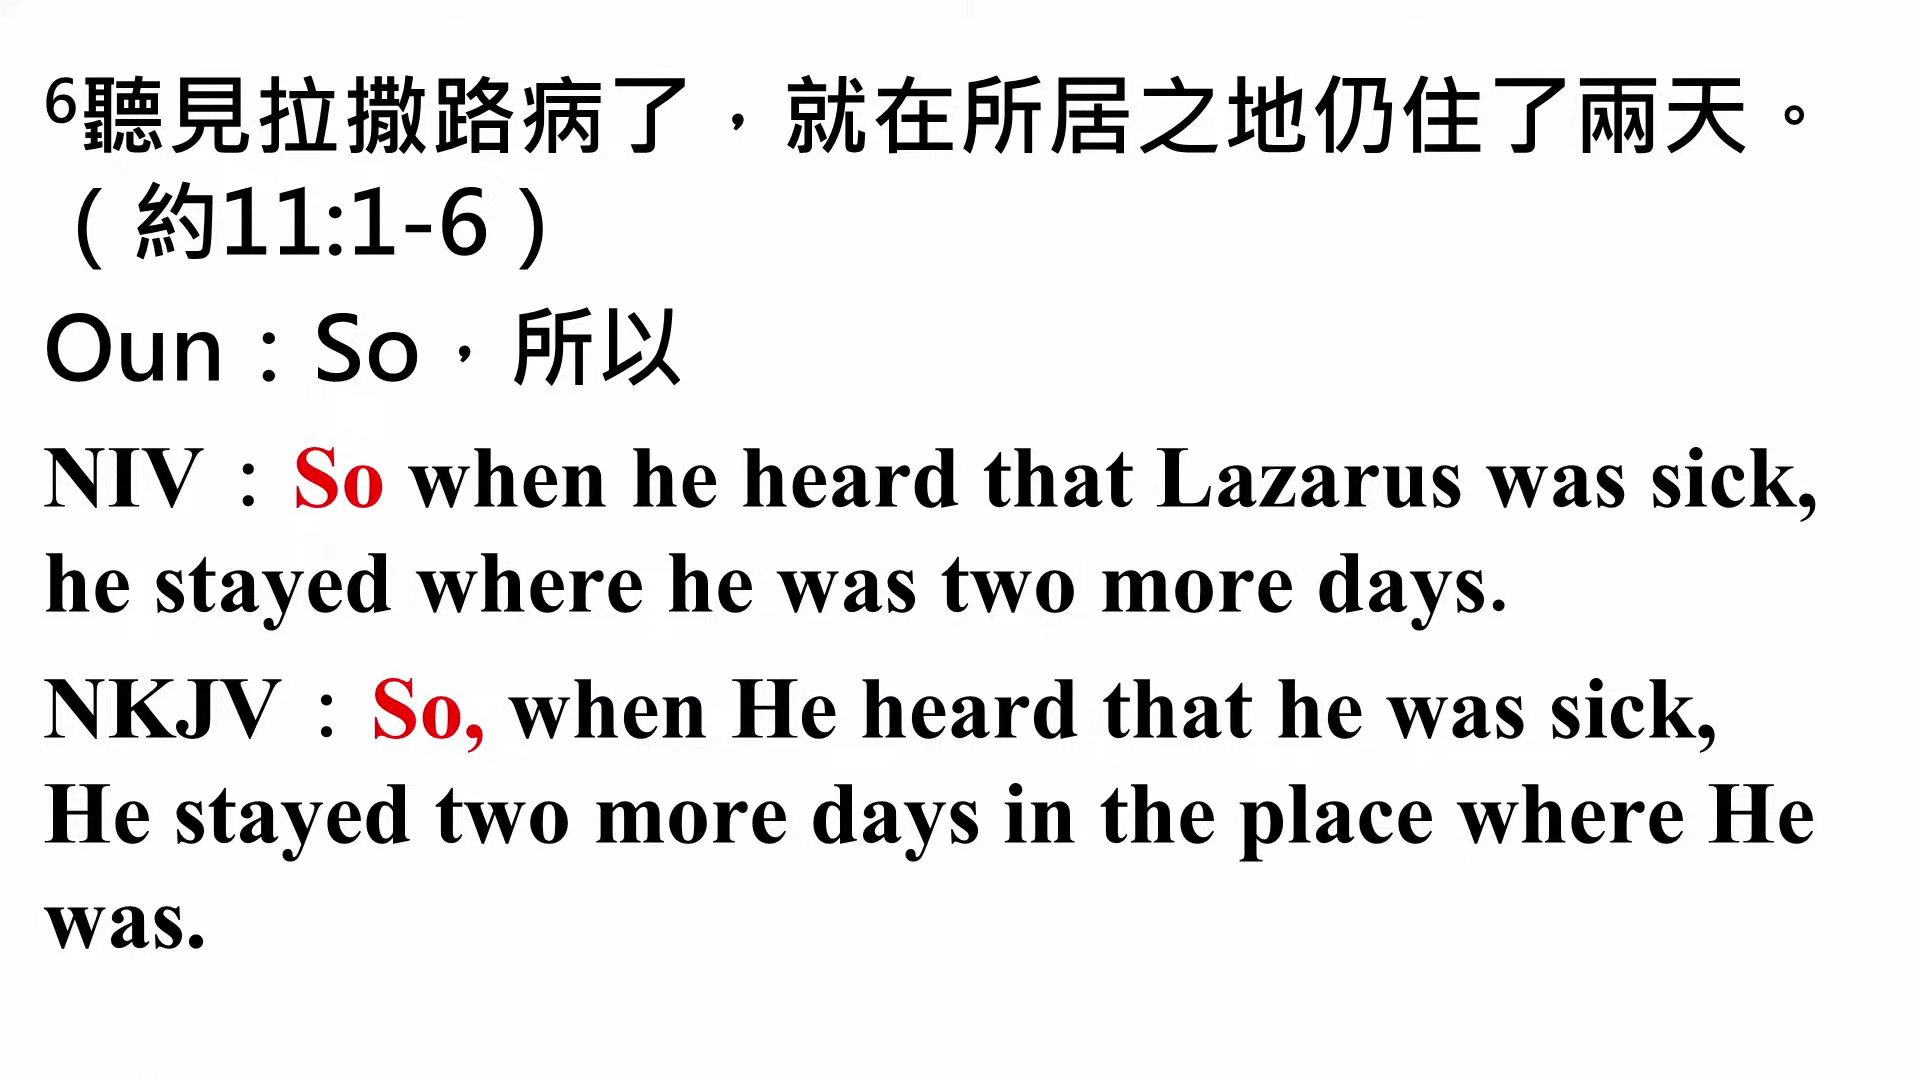 6聽見拉撒路病了，就在所居之地仍住了兩天。
（約11:1-6）
Oun：So，所以
NIV：So when he heard that Lazarus was sick,
he stayed where he was two more days.
NKJV：So, when He heard that he was sick,
He stayed two more days in the place where He
was.